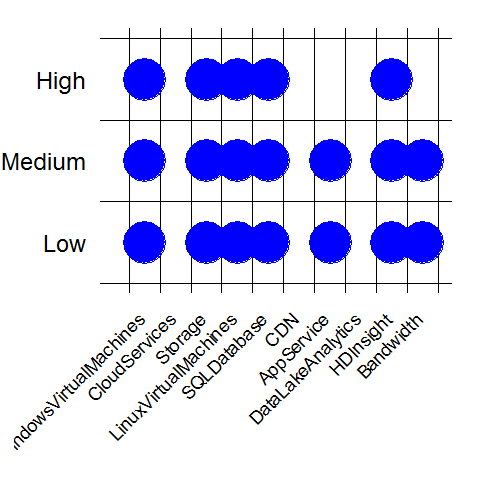 High
Medium
Low
ndowsVirtualMachines
CloudServices
Storage
LinuxVirtualMachines
SQLDatabase
CDN
AppService
DataLakeAnalytics
HDInsight
Bandwidth